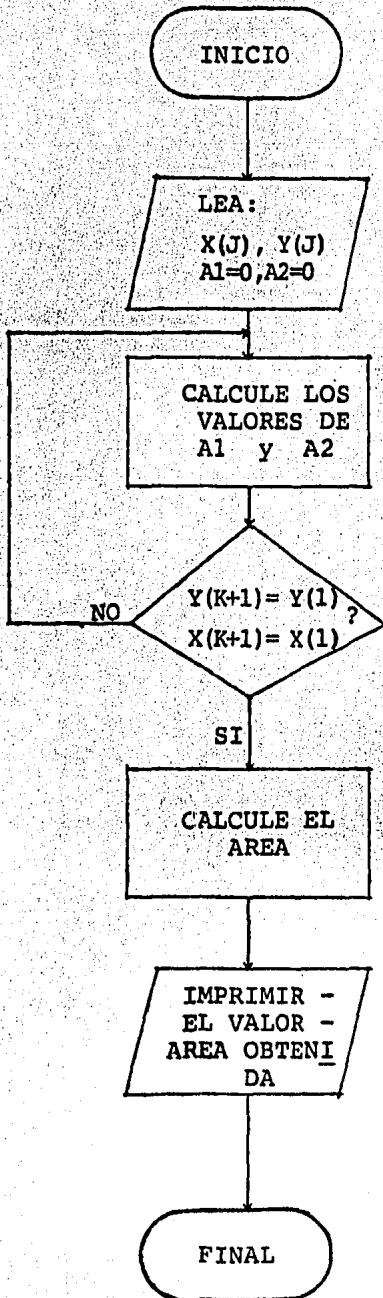 INICIO
LEA:
X(J), Y(J)
A1=0,A2=0
CALCULE LOS
VALORES DE
A1 y A2
Y(K+1)= Y(1)
?
NO
X(K+1)= X(1)
SI
CALCULE EL
AREA
IMPRIMIR -
EL VALOR -
AREA OBTENI
DA
FINAL